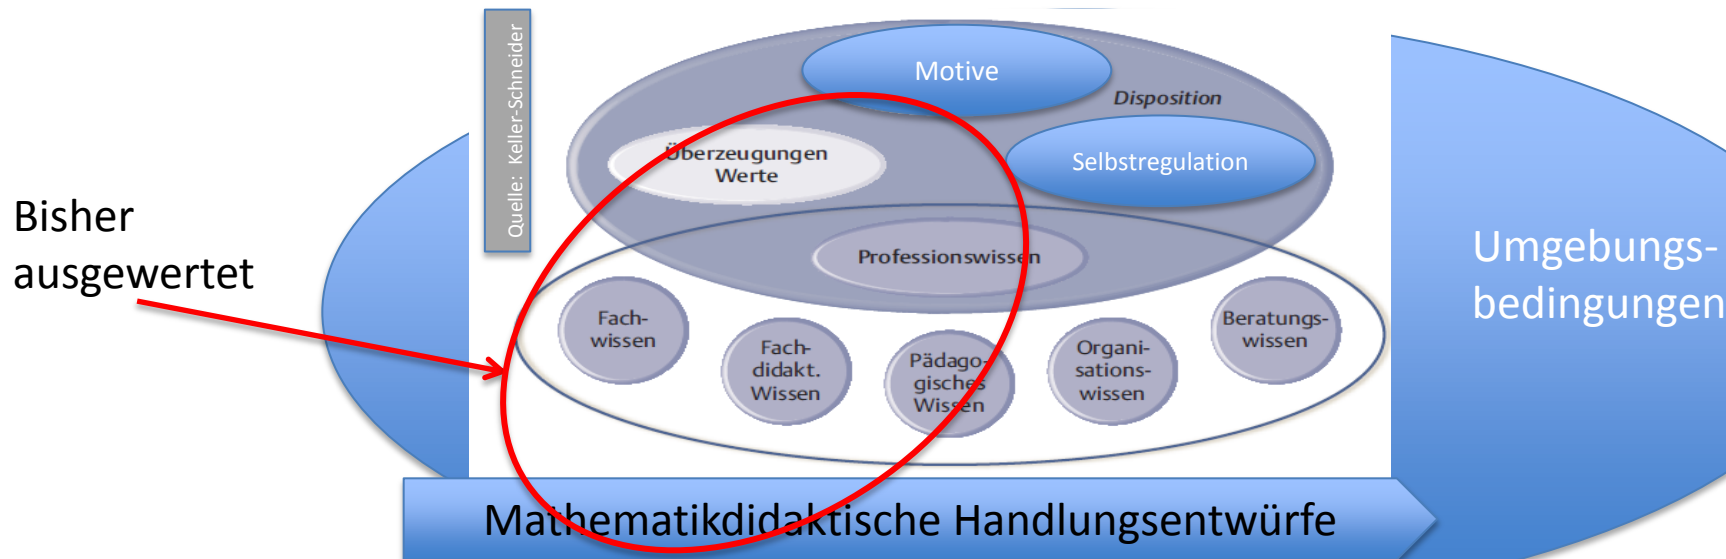 Quelle: Keller-Schneider
Motive
Disposition
Überzeugungen
Werte
Selbstregulation
Bisher
ausgewertet
Professionswissen
Umgebungs-
bedingungen
Fach-
wissen
Fach-
didakt.
Wissen
Pädago-
gisches
Wissen
Organi-
sations-
wissen
Beratungs-
wissen
Mathematikdidaktische Handlungsentwürfe